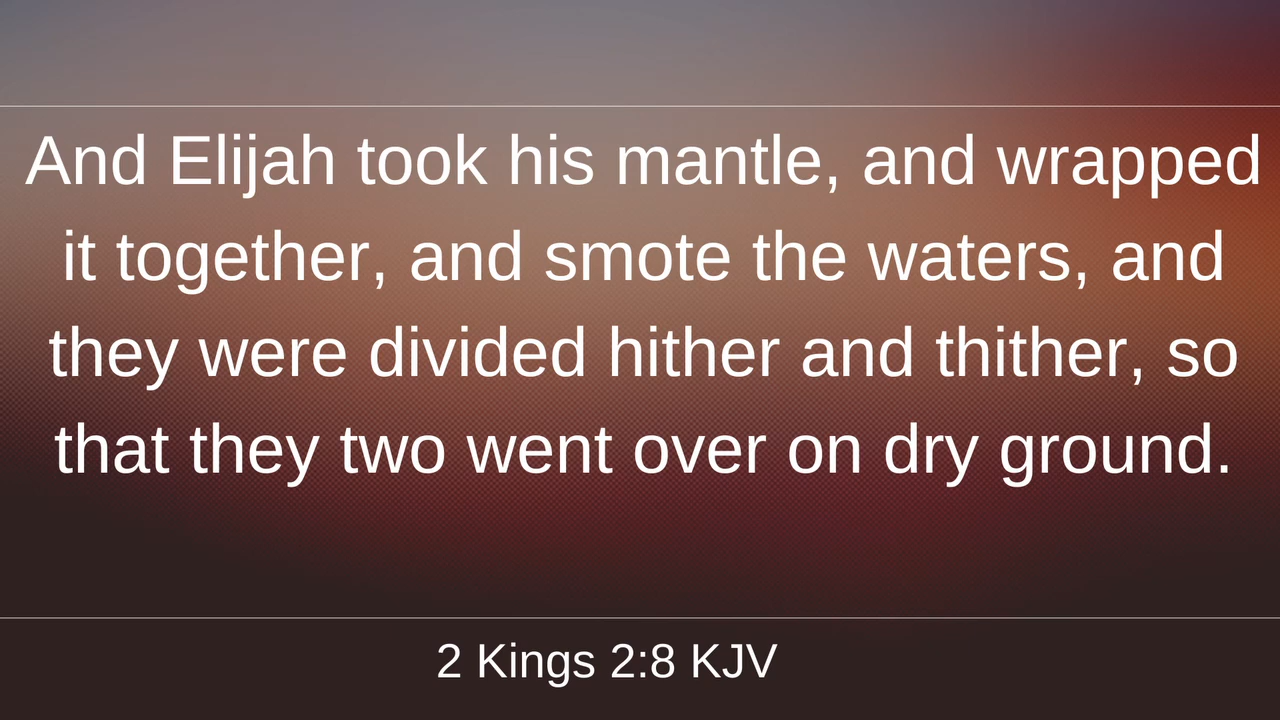 And Elijah took his mantle, and wrapped
it together, and smote the waters, and
they were divided hither and thither, so
that they two went over on dry ground.
2 Kings 2:8 KJV